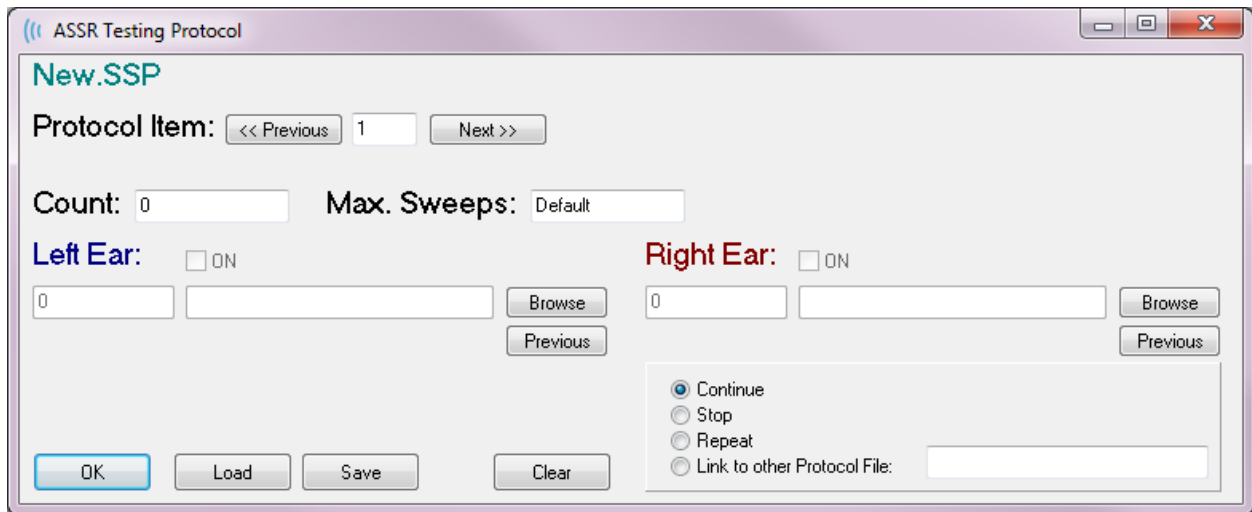 ASSR Testing Protocol
New.SSP
Protocol Item: << Previous 1 Next >>
Count: 0 Max. Sweeps: Default
Left Ear: ON Right Ear: ON
0 Browse 0 Browse
Previous Previous
Continue
Stop
Repeat
Link to other Protocol File:
OK Load Save Clear